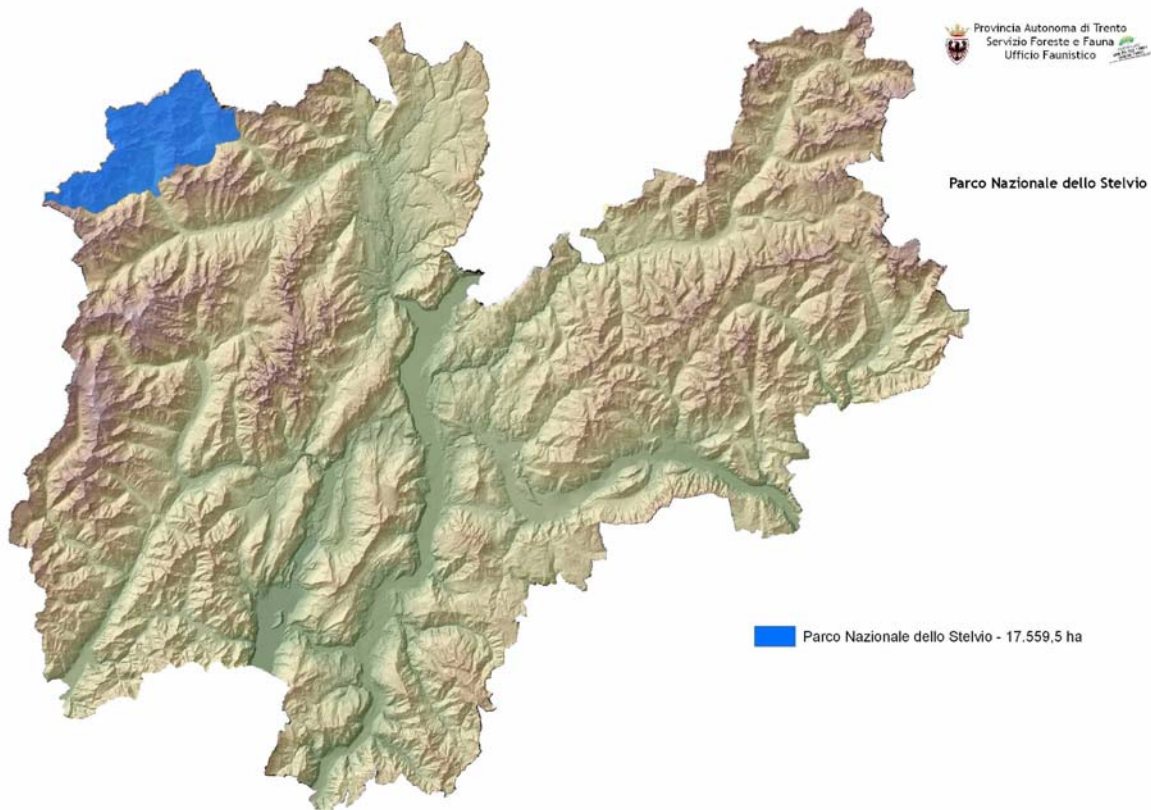 Provincia Autonoma di Trento
Servizio Foreste e Fauna
Ufficio Faunistico
Parco Nazionale dello Stelvio
Parco Nazionale dello Stelvio - 17.559,5 ha